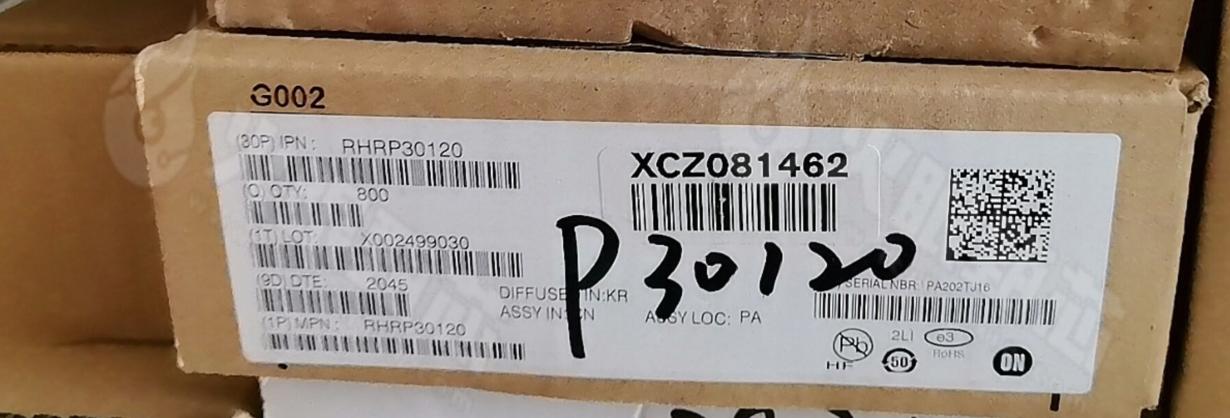 G002
(30P) IPN: RHRP30120
XCZ081462
(Q) QTY: 800
(1T) LOT: X002499030
P30120
(9D) DTE: 2045
DIFFUSED IN:KR
SERIAL NBR: PA202TJ16
ASSY IN:CN
ASSY LOC: PA
(1P) MPN: RHRP30120
Pb
HF
2LI
e3
RoHS
50
ON